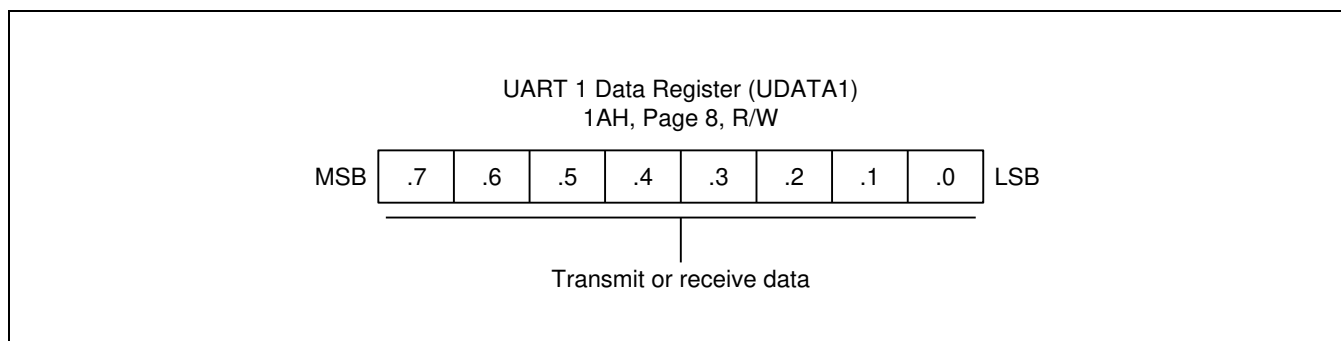 UART 1 Data Register (UDATA1)
1AH, Page 8, R/W
MSB .7 .6 .5 .4 .3 .2 .1 .0 LSB
Transmit or receive data